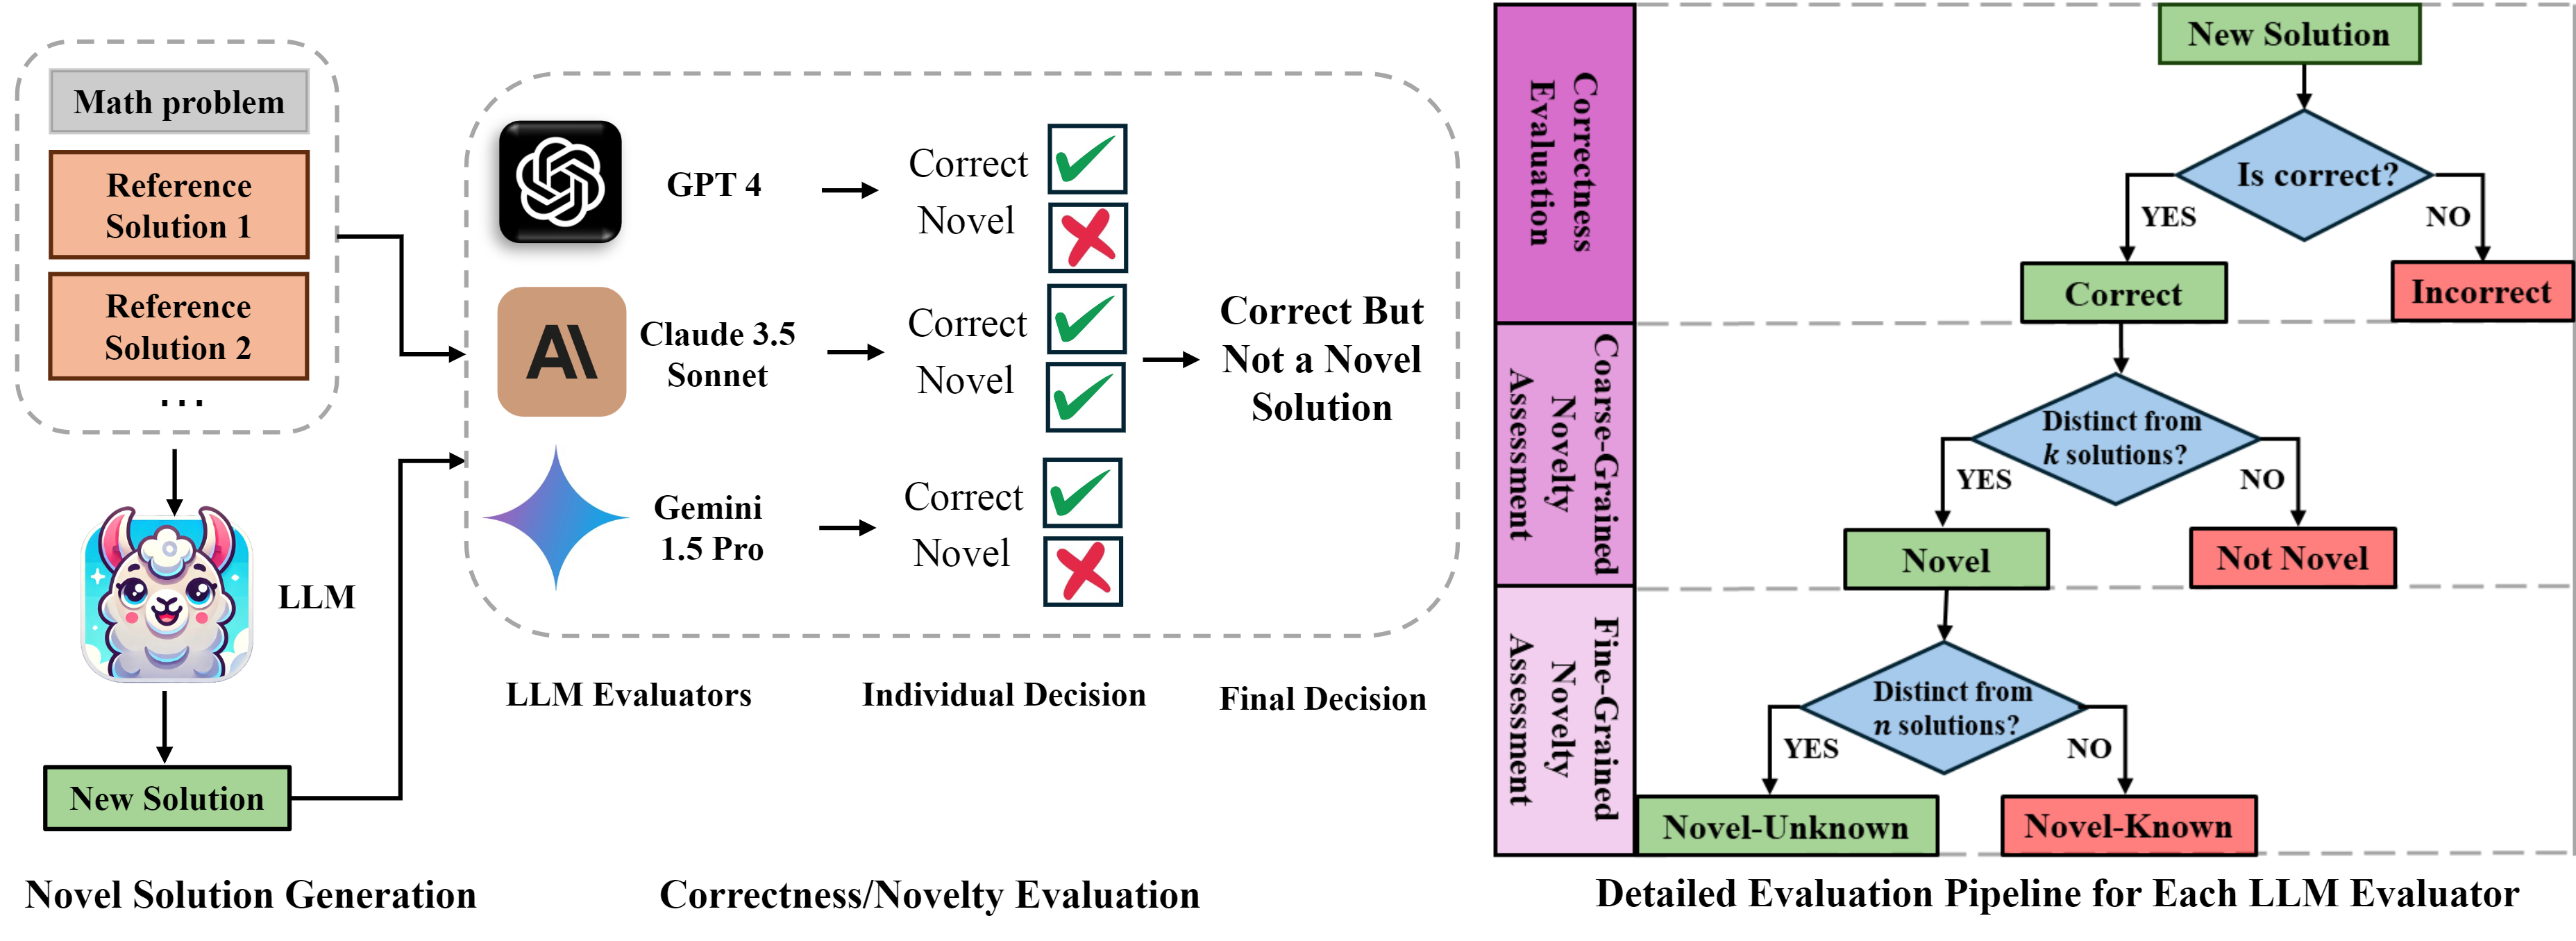 Math problem
Reference
Solution 1
Reference
Solution 2
...
LLM
New Solution
Novel Solution Generation
GPT 4
Correct
Novel
Claude 3.5
Sonnet
Correct
Novel
Gemini
1.5 Pro
Correct
Novel
Correct But
Not a Novel
Solution
LLM Evaluators
Individual Decision
Final Decision
Correctness/Novelty Evaluation
Correctness
Evaluation
Coarse-Grained
Novelty
Assessment
Fine-Grained
Novelty
Assessment
New Solution
Is correct?
YES
NO
Correct
Incorrect
Distinct from
k solutions?
YES
NO
Novel
Not Novel
Distinct from
n solutions?
YES
NO
Novel-Unknown
Novel-Known
Detailed Evaluation Pipeline for Each LLM Evaluator